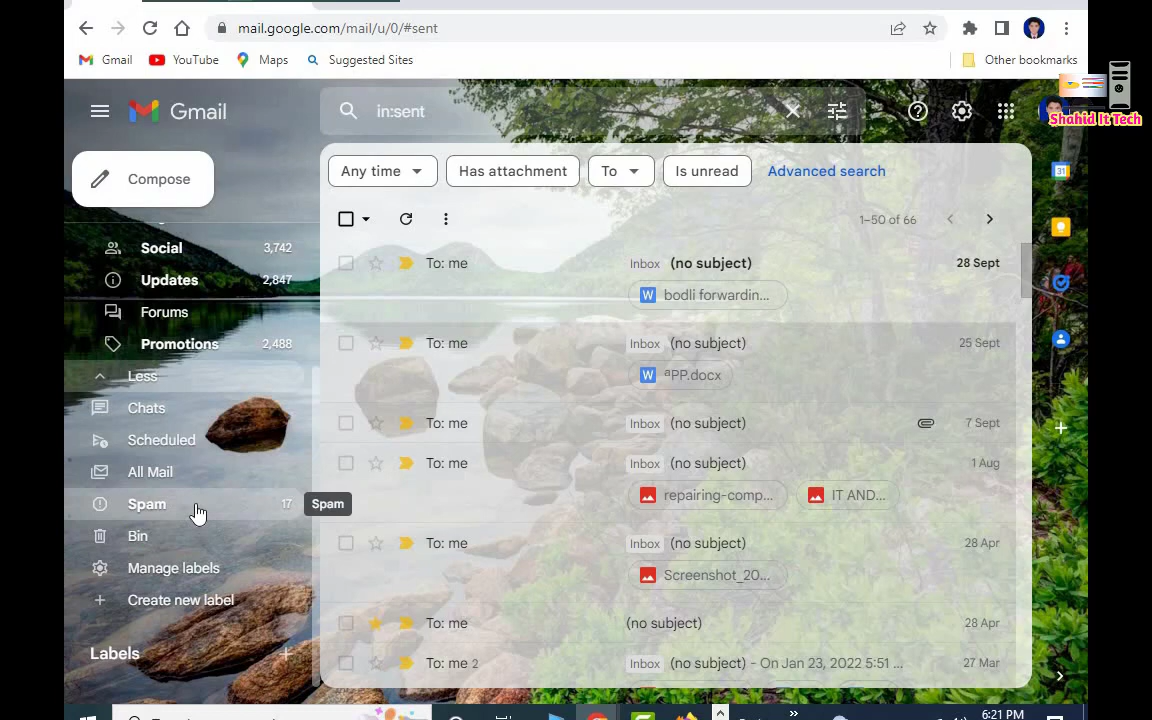 mail.google.com/mail/u/0/#sent
Gmail YouTube Maps Suggested Sites Other bookmarks
Gmail
in:sent
Shahid It Tech
Compose
Any time Has attachment To Is unread Advanced search
1–50 of 66
Social 3,742
Updates 2,847
Forums
Promotions 2,488
Less
Chats
Scheduled
All Mail
Spam 17
Spam
Bin
Manage labels
Create new label
Labels
To: me Inbox (no subject) 28 Sept
bodli forwardin...
To: me Inbox (no subject) 25 Sept
ªPP.docx
To: me Inbox (no subject) 7 Sept
To: me Inbox (no subject) 1 Aug
repairing-comp... IT AND...
To: me Inbox (no subject) 28 Apr
Screenshot_20...
To: me (no subject) 28 Apr
To: me 2 Inbox (no subject) - On Jan 23, 2022 5:51 ... 27 Mar
6:21 PM